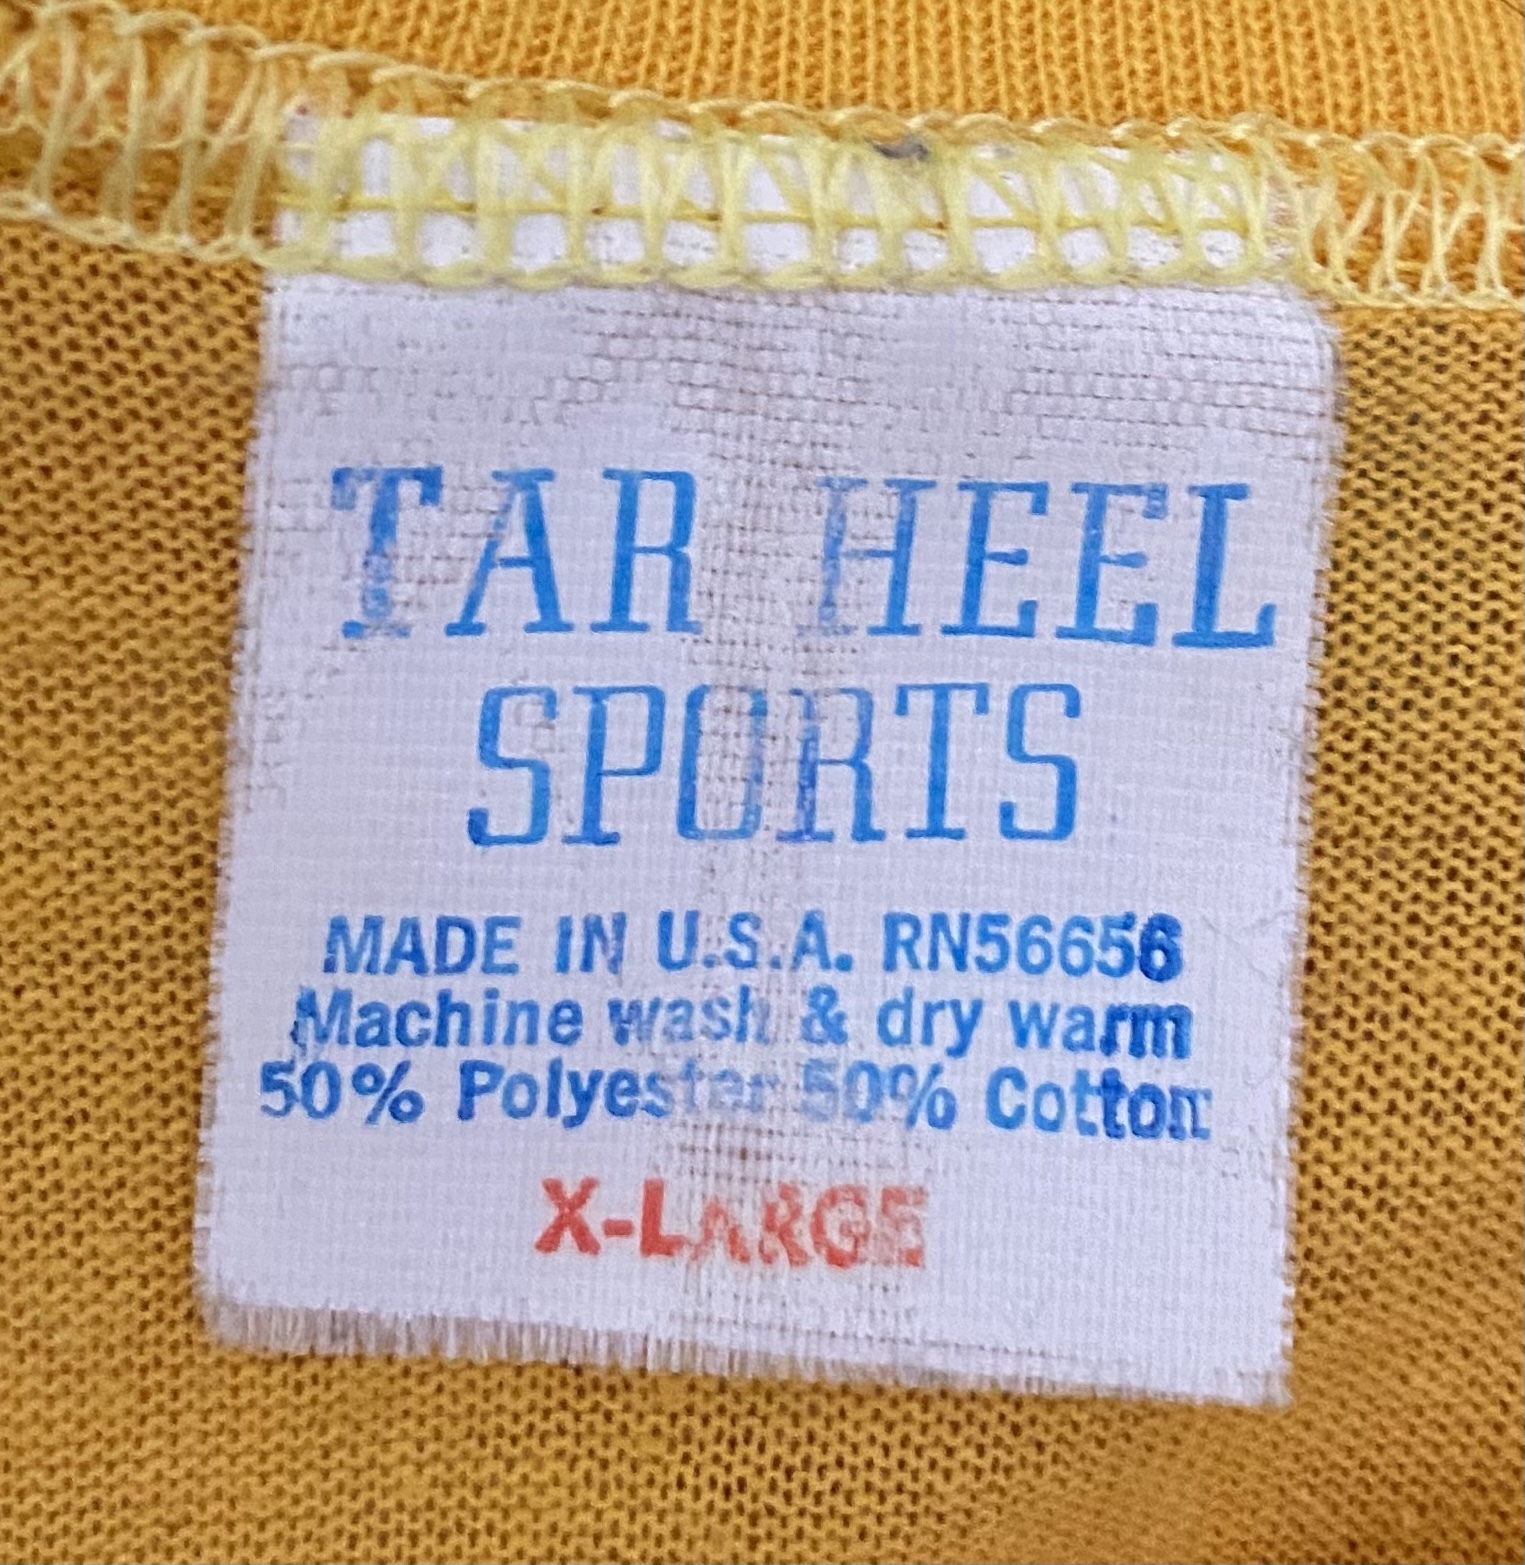 TAR HEEL
SPORTS
MADE IN U.S.A. RN56656
Machine wash & dry warm
50% Polyester 50% Cotton
X-LARGE